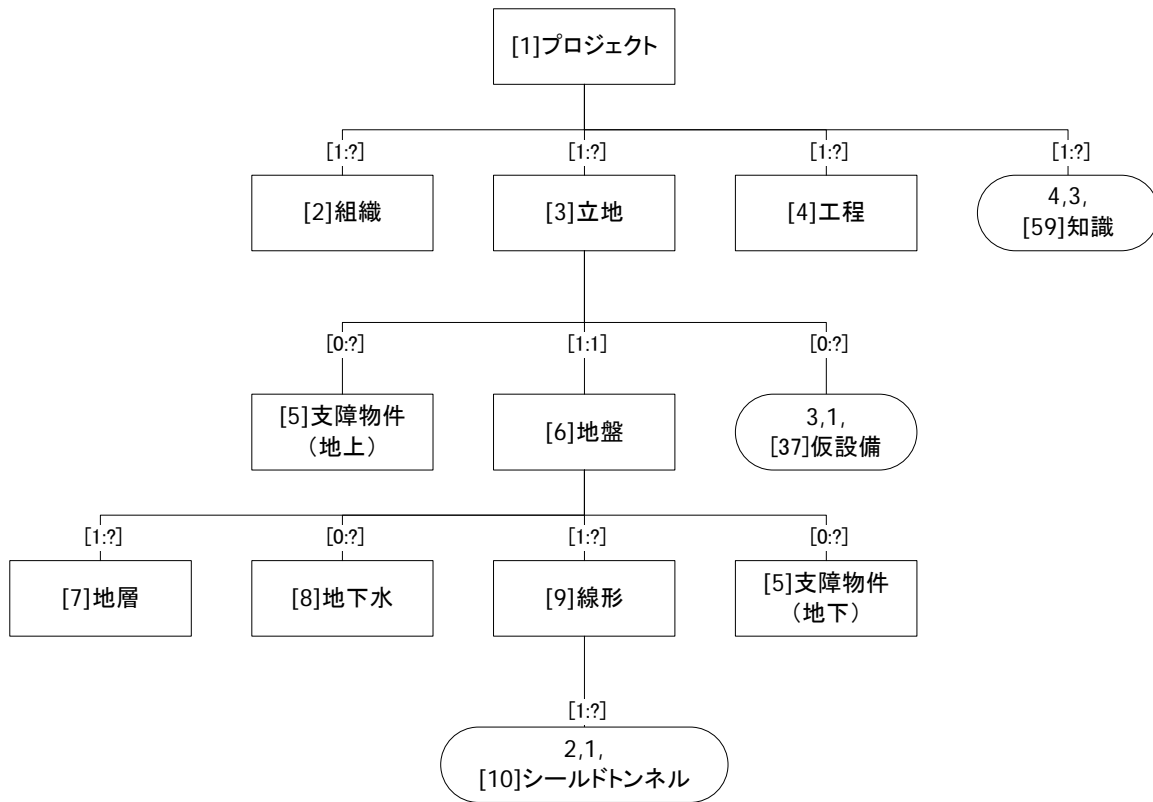 [1]プロジェクト
[1:?]
[1:?]
[1:?]
[1:?]
[2]組織
[3]立地
[4]工程
4,3,
[59]知識
[0:?]
[1:1]
[0:?]
[5]支障物件
（地上）
[6]地盤
3,1,
[37]仮設備
[1:?]
[0:?]
[1:?]
[0:?]
[7]地層
[8]地下水
[9]線形
[5]支障物件
（地下）
[1:?]
2,1,
[10]シールドトンネル